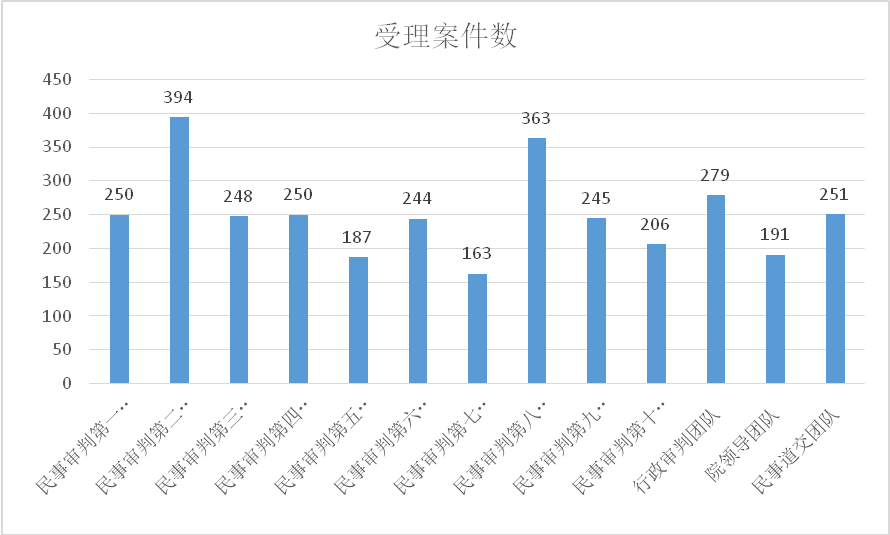 受理案件数
450
400
350
300
250
200
150
100
50
0
250
394
248
250
187
244
163
363
245
206
279
191
251
民事审判第一…
民事审判第二…
民事审判第三…
民事审判第四…
民事审判第五…
民事审判第六…
民事审判第七…
民事审判第八…
民事审判第九…
民事审判第十…
行政审判团队
院领导团队
民事道交团队